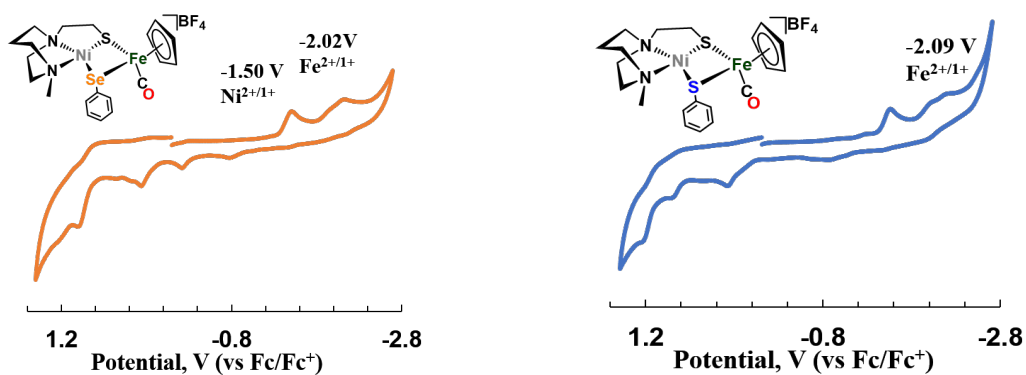 ]BF4
N
S
Ni
Fe
N
Se
C
O
-1.50 V
Ni2+/1+
-2.02V
Fe2+/1+
1.2
-0.8
-2.8
Potential, V (vs Fc/Fc+)
]BF4
N
S
Ni
Fe
N
S
C
O
-2.09 V
Fe2+/1+
1.2
-0.8
-2.8
Potential, V (vs Fc/Fc+)